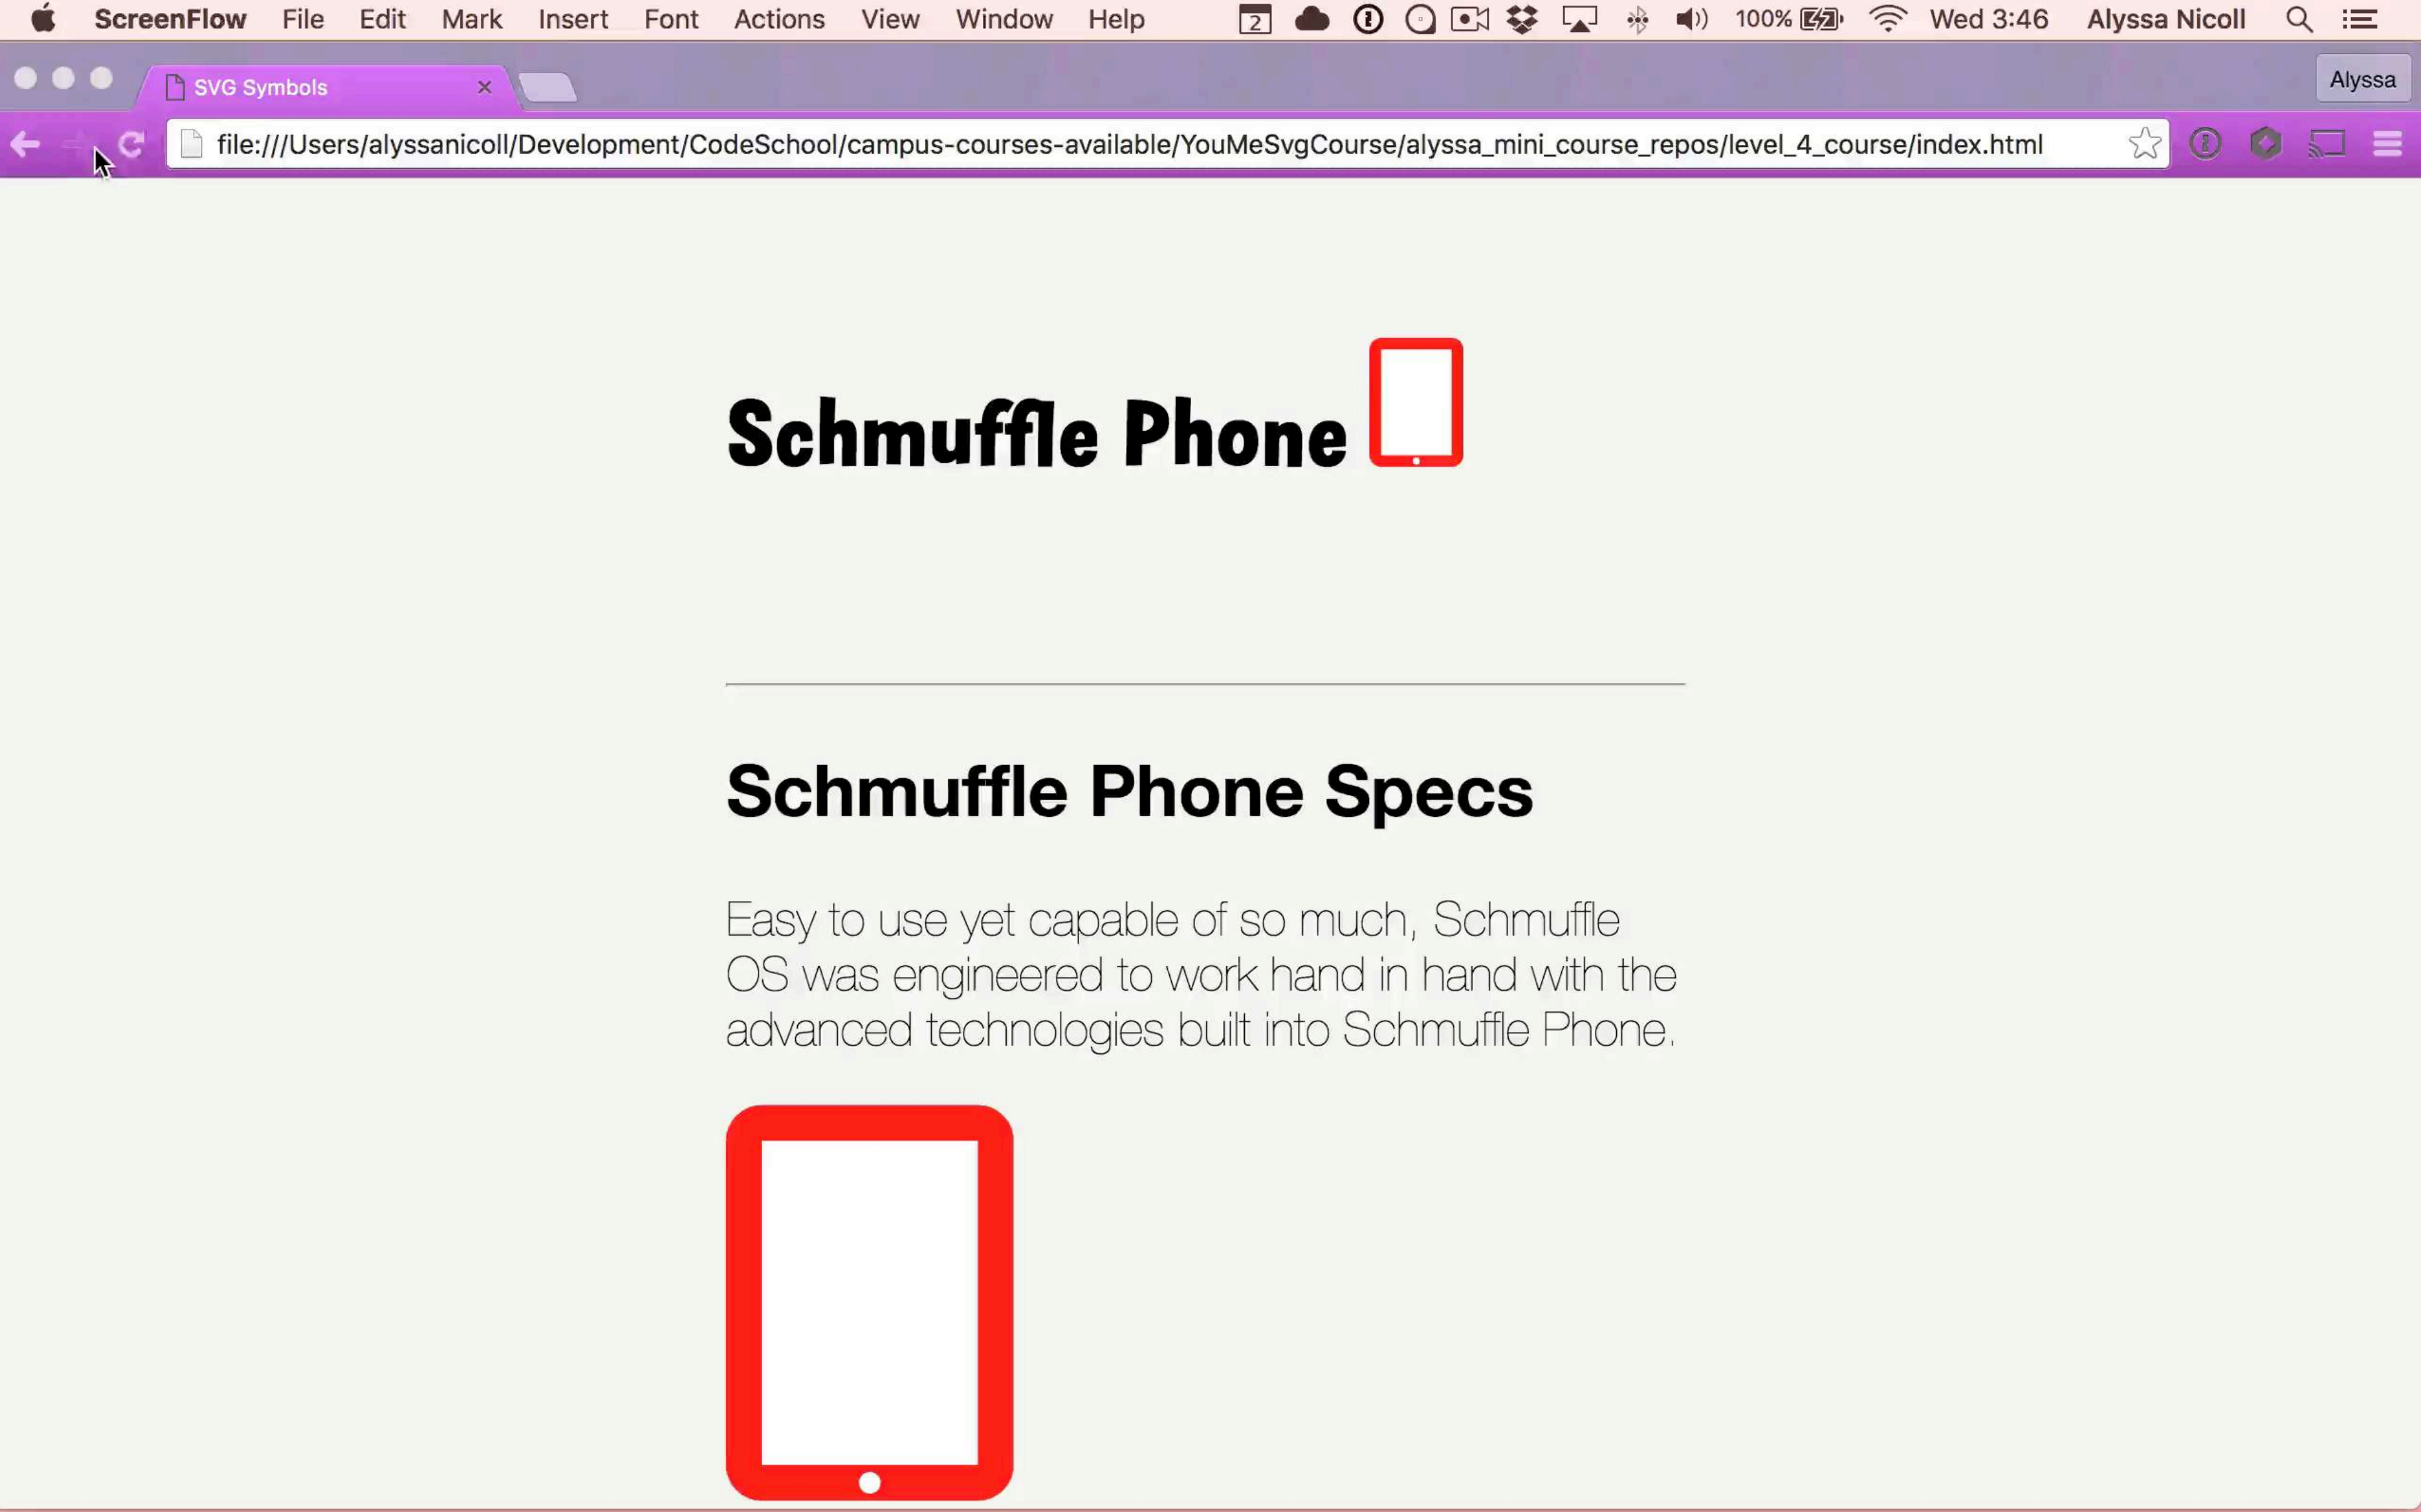 ScreenFlow File Edit Mark Insert Font Actions View Window Help 2 100% Wed 3:46 Alyssa Nicoll
SVG Symbols Alyssa
file:///Users/alyssanicoll/Development/CodeSchool/campus-courses-available/YouMeSvgCourse/alyssa_mini_course_repos/level_4_course/index.html
Schmuffle Phone
Schmuffle Phone Specs
Easy to use yet capable of so much, Schmuffle
OS was engineered to work hand in hand with the
advanced technologies built into Schmuffle Phone.